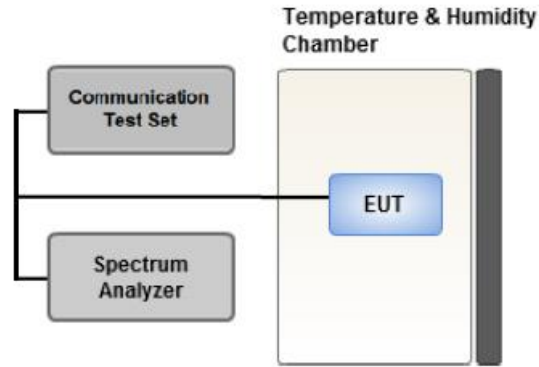 Temperature & Humidity
Chamber
Communication
Test Set
EUT
Spectrum
Analyzer